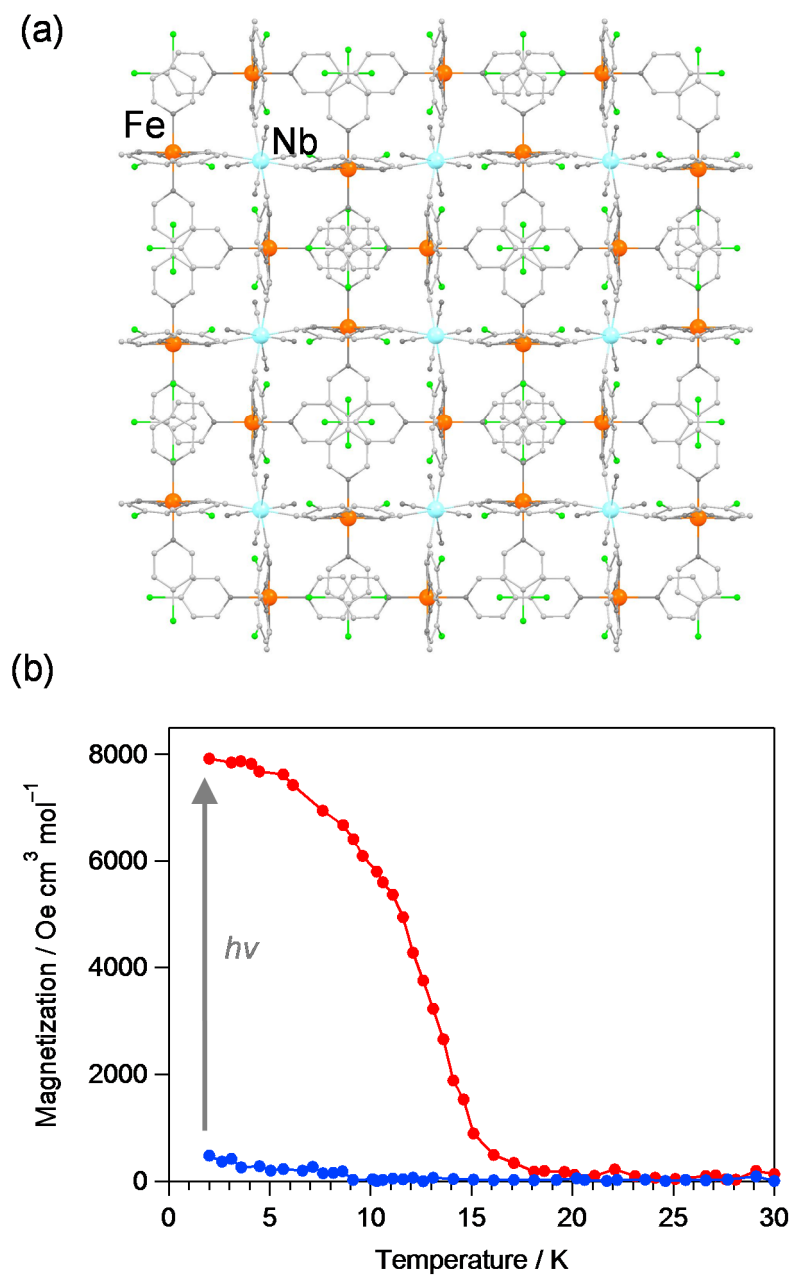 (a)
Fe
Nb
(b)
Magnetization / Oe cm³ mol⁻¹
8000
6000
4000
2000
0
hν
0 5 10 15 20 25 30
Temperature / K